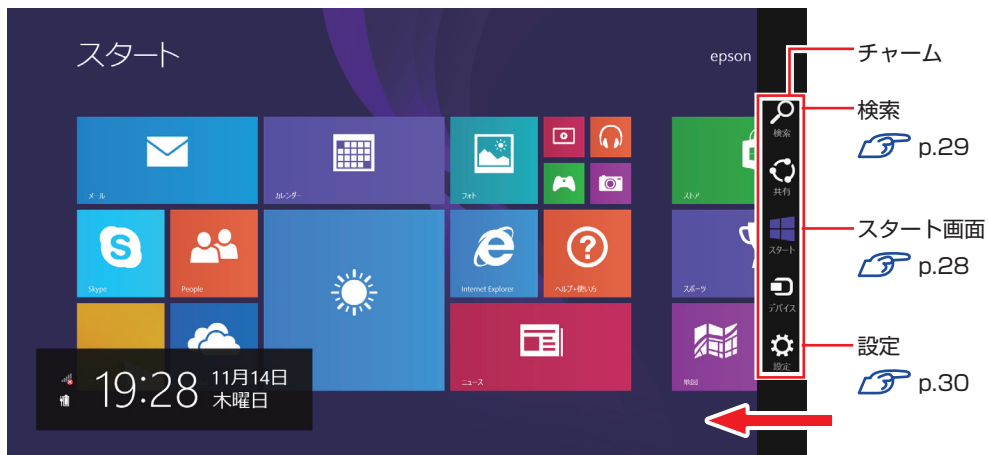 スタート
epson
メール
カレンダー
フォト
ストア
Skype
People
Internet Explorer
ヘルプ+使い方
スポーツ
ニュース
地図
19:28
11月14日
木曜日
検索
共有
スタート
デバイス
設定
チャーム
検索
p.29
スタート画面
p.28
設定
p.30